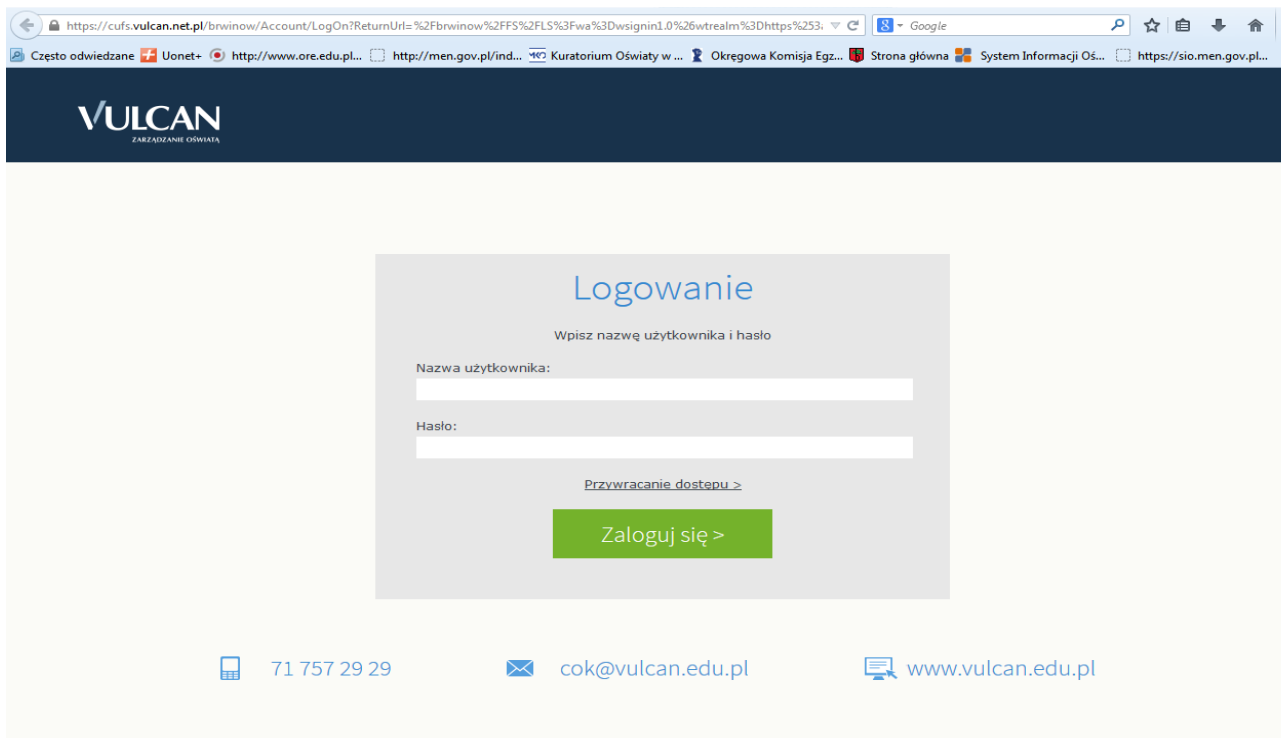 https://cufs.vulcan.net.pl/brwinow/Account/LogOn?ReturnUrl=%2Fbrwinow%2FFS%2FLS%3Fwa%3Dwsignin1.0%26wtrealm%3Dhttps%253 Google
Często odwiedzane Uonet+ http://www.ore.edu.pl... http://men.gov.pl/ind... Kuratorium Oświaty w ... Okręgowa Komisja Egz... Strona główna System Informacji Oś... https://sio.men.gov.pl...
VULCAN
ZARZĄDZANIE OŚWIATĄ
Logowanie
Wpisz nazwę użytkownika i hasło
Nazwa użytkownika:
Hasło:
Przywracanie dostępu >
Zaloguj się >
71 757 29 29 cok@vulcan.edu.pl www.vulcan.edu.pl